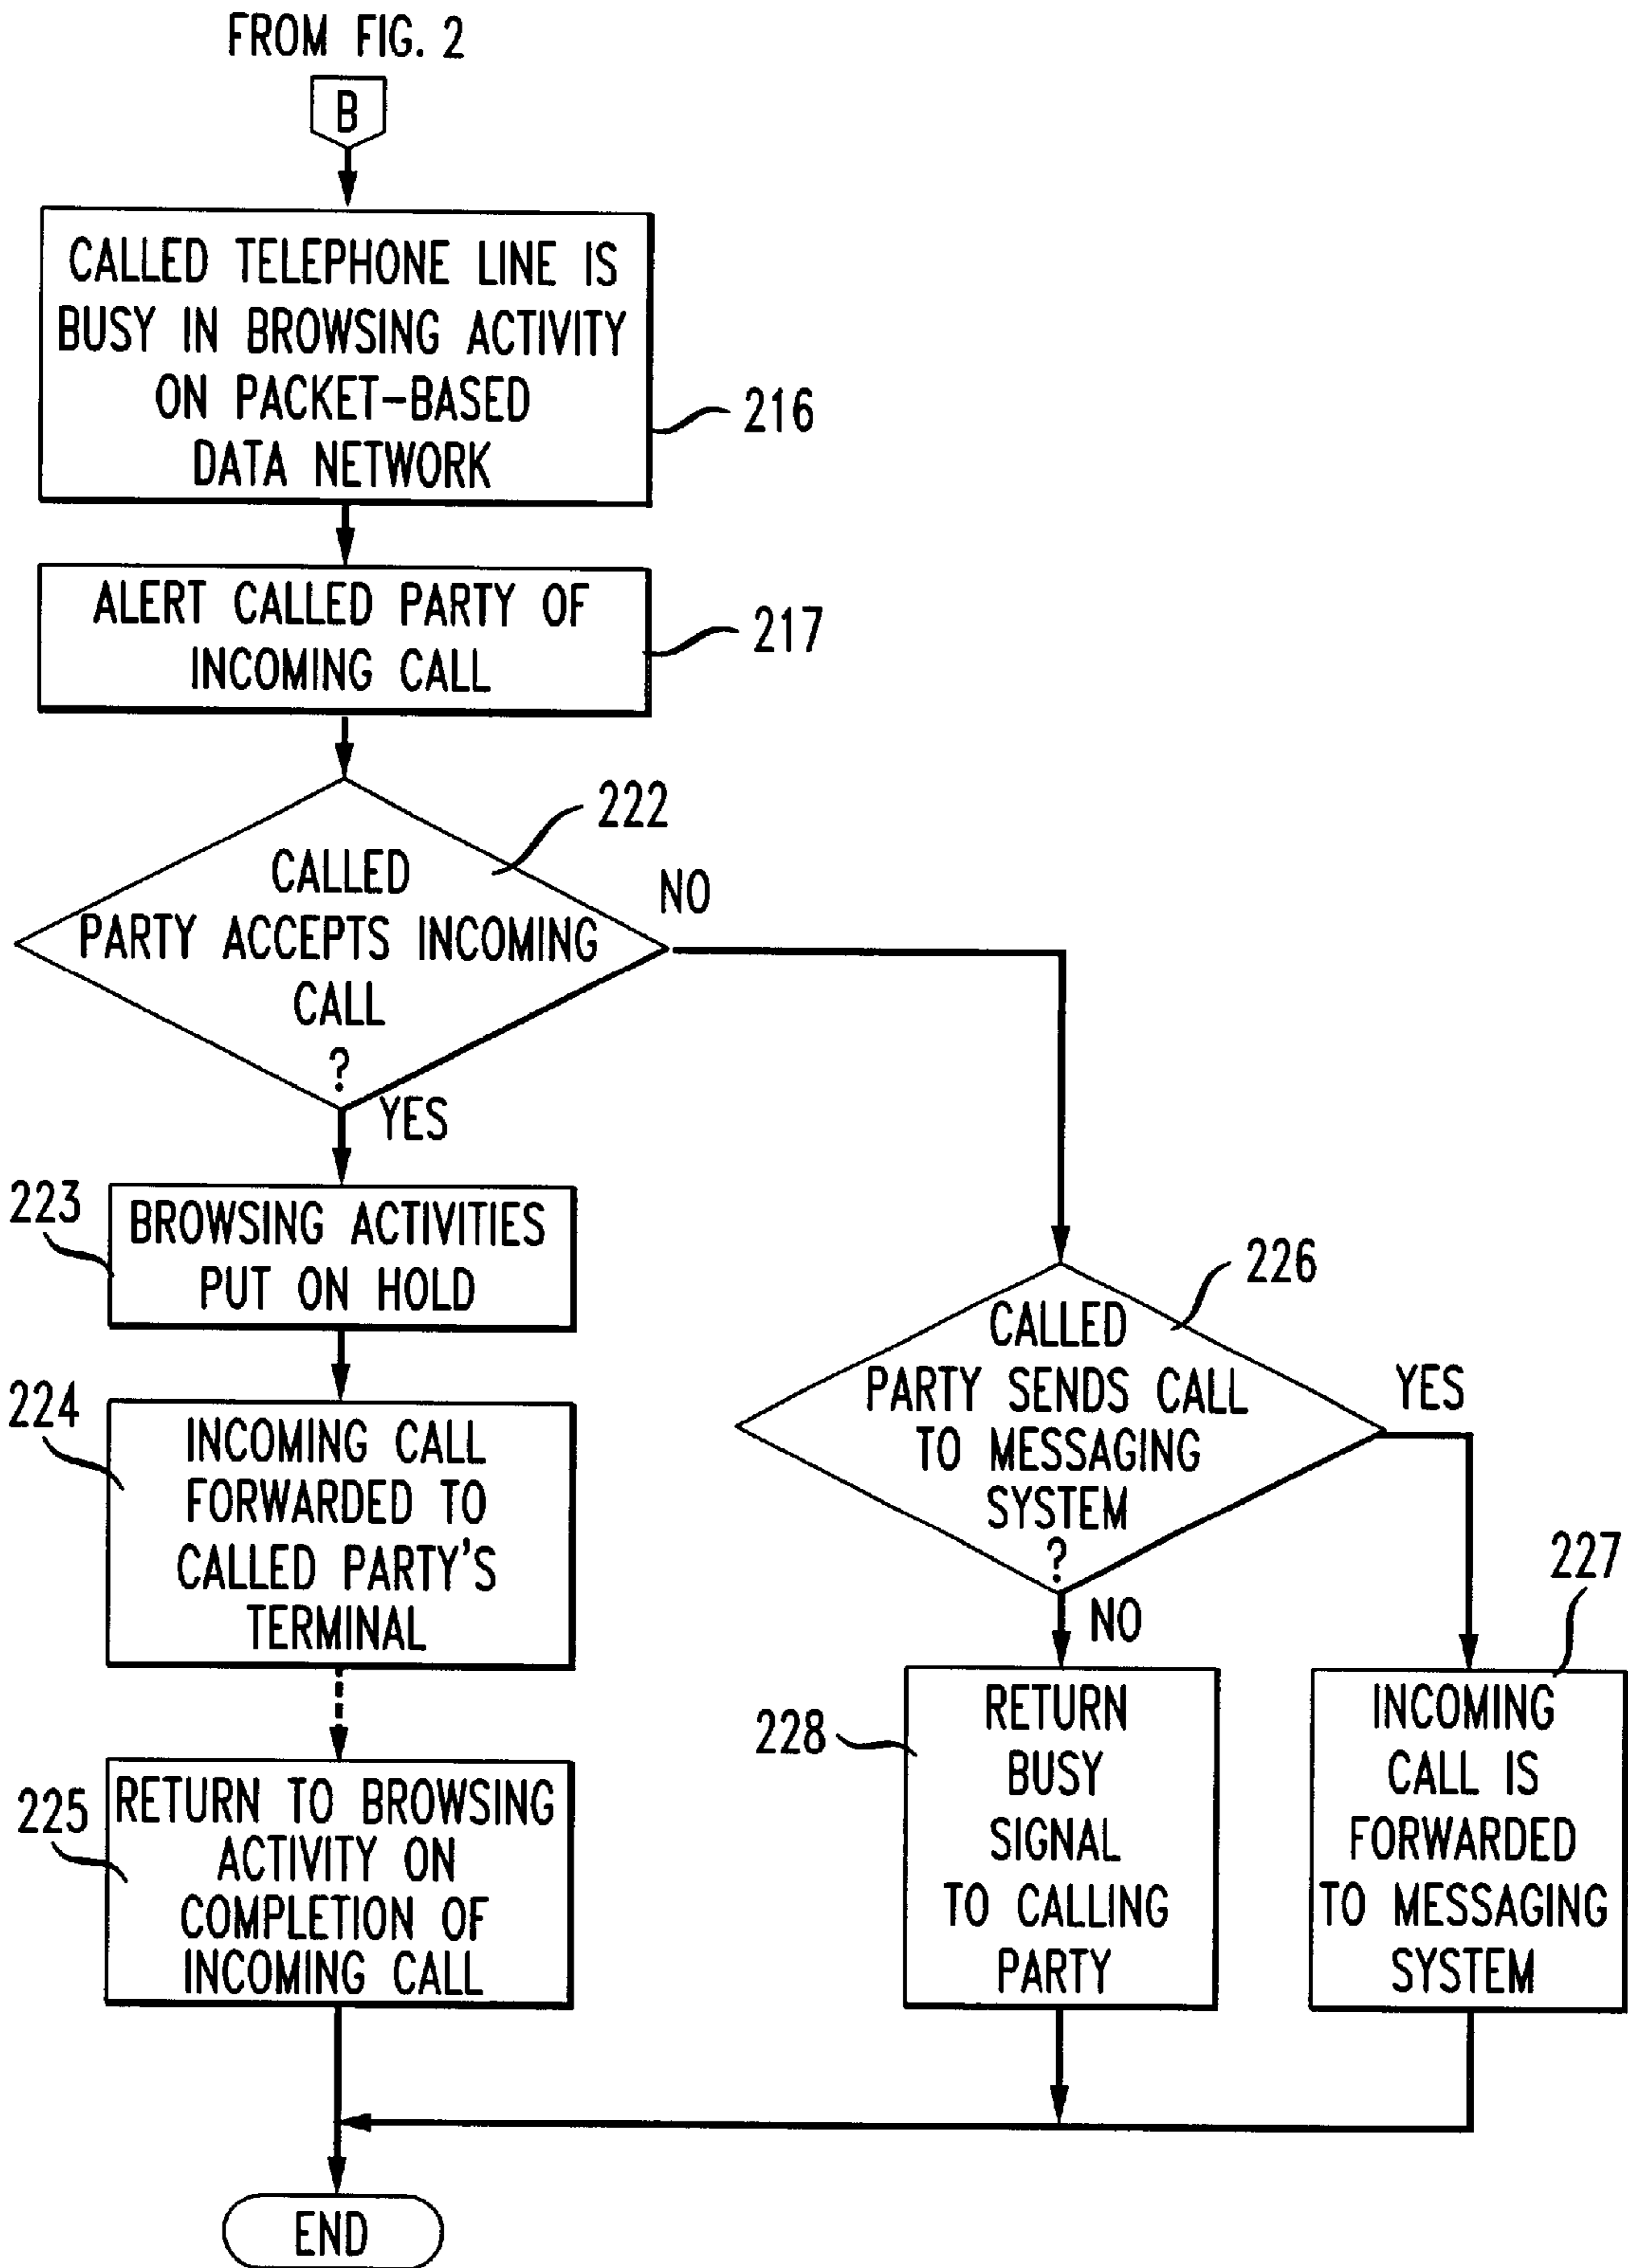 FROM FIG. 2
B
CALLED TELEPHONE LINE IS
BUSY IN BROWSING ACTIVITY
ON PACKET-BASED
DATA NETWORK
216
ALERT CALLED PARTY OF
INCOMING CALL
217
222
CALLED
PARTY ACCEPTS INCOMING
CALL
?
NO
YES
223
BROWSING ACTIVITIES
PUT ON HOLD
224
INCOMING CALL
FORWARDED TO
CALLED PARTY'S
TERMINAL
225
RETURN TO BROWSING
ACTIVITY ON
COMPLETION OF
INCOMING CALL
226
CALLED
PARTY SENDS CALL
TO MESSAGING
SYSTEM
?
YES
NO
227
228
RETURN
BUSY
SIGNAL
TO CALLING
PARTY
INCOMING
CALL IS
FORWARDED
TO MESSAGING
SYSTEM
END